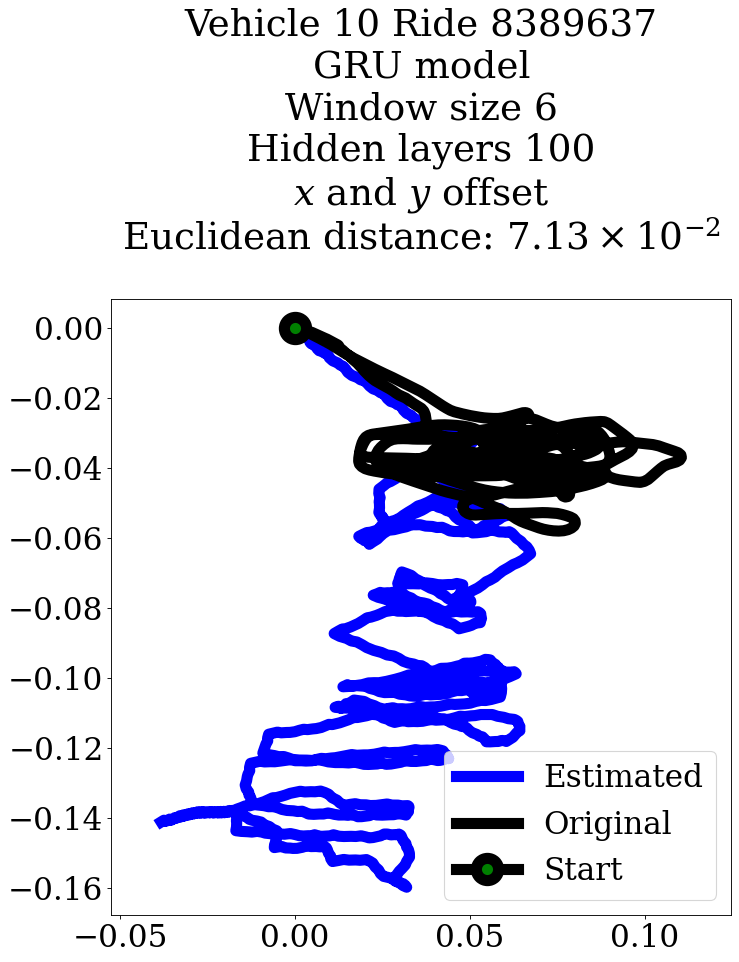 Vehicle 10 Ride 8389637
GRU model
Window size 6
Hidden layers 100
x and y offset
Euclidean distance: 7.13 × 10⁻²
0.00
−0.02
−0.04
−0.06
−0.08
−0.10
−0.12
−0.14
−0.16
Estimated
Original
Start
−0.05 0.00 0.05 0.10